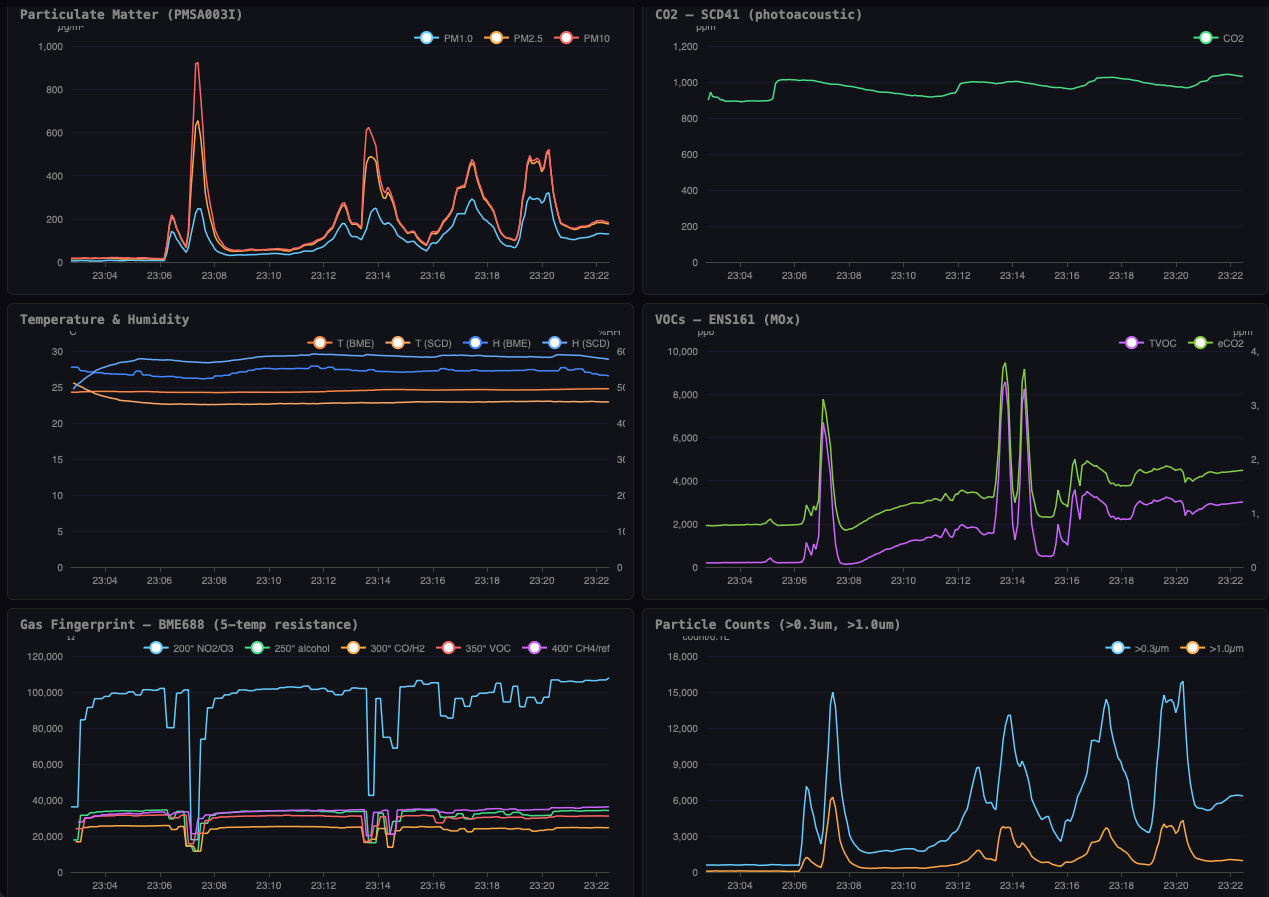 Particulate Matter (PMSA003I)
PM1.0 PM2.5 PM10
1,000
800
600
400
200
0
23:04 23:06 23:08 23:10 23:12 23:14 23:16 23:18 23:20 23:22
CO2 — SCD41 (photoacoustic)
ppm
CO2
1,200
1,000
800
600
400
200
0
23:04 23:06 23:08 23:10 23:12 23:14 23:16 23:18 23:20 23:22
Temperature & Humidity
%RH
T (BME) T (SCD) H (BME) H (SCD)
30
25
20
15
10
5
0
0
23:04 23:06 23:08 23:10 23:12 23:14 23:16 23:18 23:20 23:22
VOCs — ENS161 (MOx)
ppb ppm
TVOC eCO2
10,000 4,
8,000 3,
6,000
4,000 2,
2,000 1,
0 0
23:04 23:06 23:08 23:10 23:12 23:14 23:16 23:18 23:20 23:22
Gas Fingerprint — BME688 (5-temp resistance)
Ω
200° NO2/O3 250° alcohol 300° CO/H2 350° VOC 400° CH4/ref
120,000
100,000
80,000
60,000
40,000
20,000
0
23:04 23:06 23:08 23:10 23:12 23:14 23:16 23:18 23:20 23:22
Particle Counts (>0.3um, >1.0um)
count/0.1L
>0.3µm >1.0µm
18,000
15,000
12,000
9,000
6,000
3,000
0
23:04 23:06 23:08 23:10 23:12 23:14 23:16 23:18 23:20 23:22